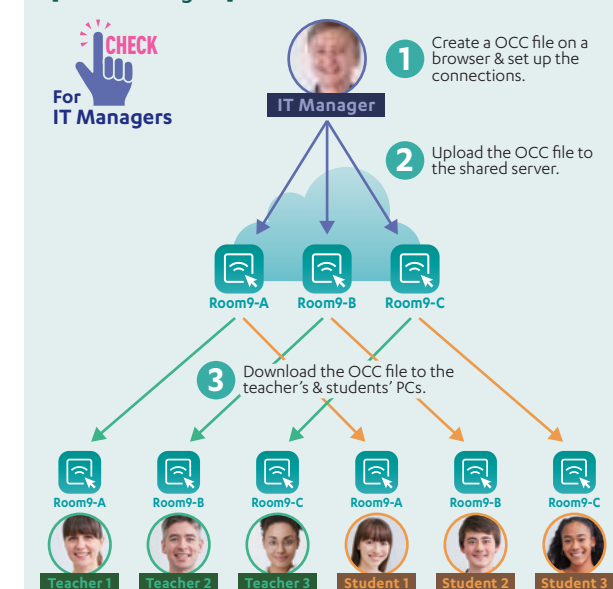 CHECK
For
IT Managers
IT Manager
1
Create a OCC file on a
browser & set up the
connections.
2
Upload the OCC file to
the shared server.
Room9-A
Room9-B
Room9-C
3
Download the OCC file to the
teacher's & students' PCs.
Room9-A
Room9-B
Room9-C
Room9-A
Room9-B
Room9-C
Teacher 1
Teacher 2
Teacher 3
Student 1
Student 2
Student 3